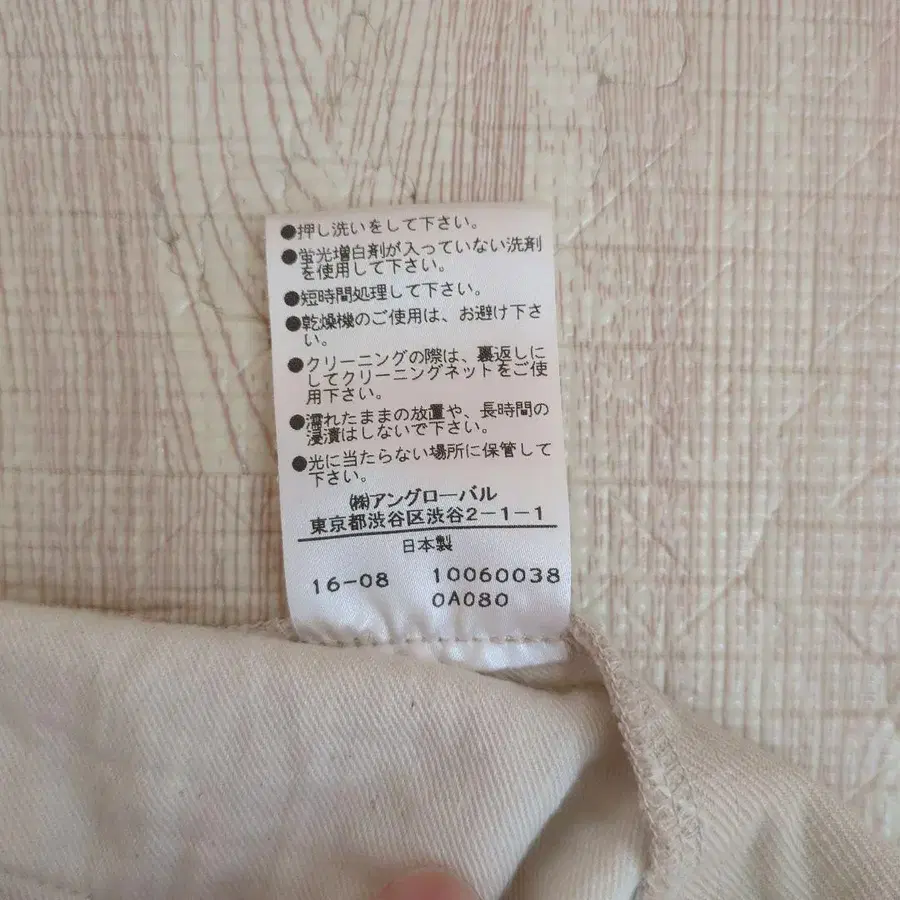 ●押し洗いをして下さい。
●蛍光増白剤が入っていない洗剤
を使用して下さい。
●短時間処理して下さい。
●乾燥機のご使用は、お避け下さ
い。
●クリーニングの際は、裏返しに
してクリーニングネットをご使
用下さい。
●濡れたままの放置や、長時間の
浸漬はしないで下さい。
●光に当たらない場所に保管して
下さい。
㈱アングローバル
東京都渋谷区渋谷2-1-1
日本製
16-08 10060038
0A080